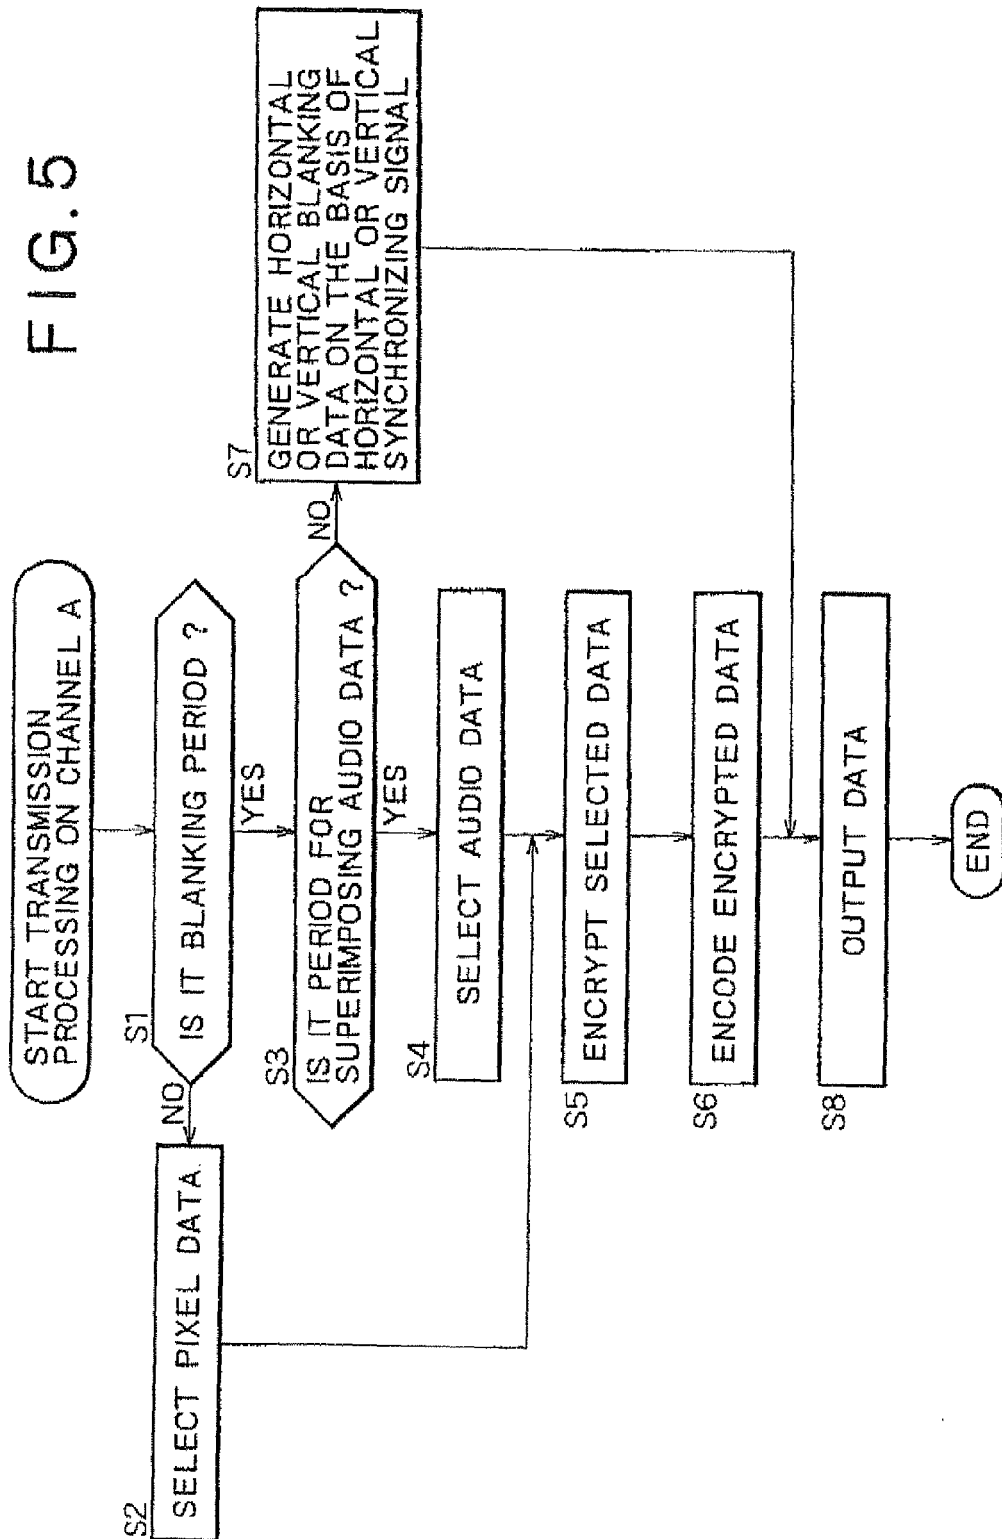 FIG. 5
START TRANSMISSION
PROCESSING ON CHANNEL A
S1
IS IT BLANKING PERIOD ?
NO
YES
S2
SELECT PIXEL DATA
S3
IS IT PERIOD FOR
SUPERIMPOSING AUDIO DATA ?
NO
YES
S7
GENERATE HORIZONTAL
OR VERTICAL BLANKING
DATA ON THE BASIS OF
HORIZONTAL OR VERTICAL
SYNCHRONIZING SIGNAL
S4
SELECT AUDIO DATA
S5
ENCRYPT SELECTED DATA
S6
ENCODE ENCRYPTED DATA
S8
OUTPUT DATA
END